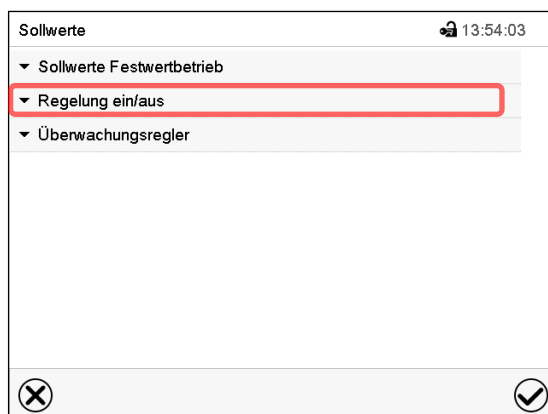 Sollwerte 13:54:03
Sollwerte Festwertbetrieb
Regelung ein/aus
Überwachungsregler